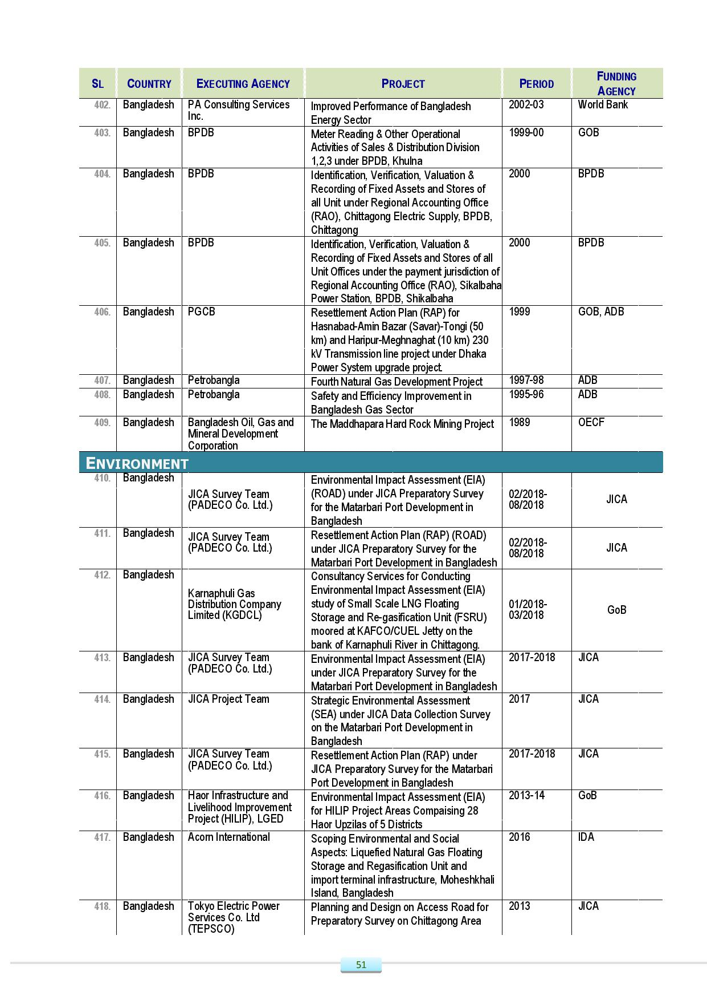 SL COUNTRY EXECUTING AGENCY PROJECT PERIOD FUNDING AGENCY
402. Bangladesh PA Consulting Services Inc. Improved Performance of Bangladesh Energy Sector 2002-03 World Bank
403. Bangladesh BPDB Meter Reading & Other Operational Activities of Sales & Distribution Division 1,2,3 under BPDB, Khulna 1999-00 GOB
404. Bangladesh BPDB Identification, Verification, Valuation & Recording of Fixed Assets and Stores of all Unit under Regional Accounting Office (RAO), Chittagong Electric Supply, BPDB, Chittagong 2000 BPDB
405. Bangladesh BPDB Identification, Verification, Valuation & Recording of Fixed Assets and Stores of all Unit Offices under the payment jurisdiction of Regional Accounting Office (RAO), Sikalbaha Power Station, BPDB, Shikalbaha 2000 BPDB
406. Bangladesh PGCB Resettlement Action Plan (RAP) for Hasnabad-Amin Bazar (Savar)-Tongi (50 km) and Haripur-Meghnaghat (10 km) 230 kV Transmission line project under Dhaka Power System upgrade project. 1999 GOB, ADB
407. Bangladesh Petrobangla Fourth Natural Gas Development Project 1997-98 ADB
408. Bangladesh Petrobangla Safety and Efficiency Improvement in Bangladesh Gas Sector 1995-96 ADB
409. Bangladesh Bangladesh Oil, Gas and Mineral Development Corporation The Maddhapara Hard Rock Mining Project 1989 OECF
ENVIRONMENT
410. Bangladesh JICA Survey Team (PADECO Co. Ltd.) Environmental Impact Assessment (EIA) (ROAD) under JICA Preparatory Survey for the Matarbari Port Development in Bangladesh 02/2018-08/2018 JICA
411. Bangladesh JICA Survey Team (PADECO Co. Ltd.) Resettlement Action Plan (RAP) (ROAD) under JICA Preparatory Survey for the Matarbari Port Development in Bangladesh 02/2018-08/2018 JICA
412. Bangladesh Karnaphuli Gas Distribution Company Limited (KGDCL) Consultancy Services for Conducting Environmental Impact Assessment (EIA) study of Small Scale LNG Floating Storage and Re-gasification Unit (FSRU) moored at KAFCO/CUEL Jetty on the bank of Karnaphuli River in Chittagong. 01/2018-03/2018 GoB
413. Bangladesh JICA Survey Team (PADECO Co. Ltd.) Environmental Impact Assessment (EIA) under JICA Preparatory Survey for the Matarbari Port Development in Bangladesh 2017-2018 JICA
414. Bangladesh JICA Project Team Strategic Environmental Assessment (SEA) under JICA Data Collection Survey on the Matarbari Port Development in Bangladesh 2017 JICA
415. Bangladesh JICA Survey Team (PADECO Co. Ltd.) Resettlement Action Plan (RAP) under JICA Preparatory Survey for the Matarbari Port Development in Bangladesh 2017-2018 JICA
416. Bangladesh Haor Infrastructure and Livelihood Improvement Project (HILIP), LGED Environmental Impact Assessment (EIA) for HILIP Project Areas Compaising 28 Haor Upzilas of 5 Districts 2013-14 GoB
417. Bangladesh Acorn International Scoping Environmental and Social Aspects: Liquefied Natural Gas Floating Storage and Regasification Unit and import terminal infrastructure, Moheshkhali Island, Bangladesh 2016 IDA
418. Bangladesh Tokyo Electric Power Services Co. Ltd (TEPSCO) Planning and Design on Access Road for Preparatory Survey on Chittagong Area 2013 JICA
51